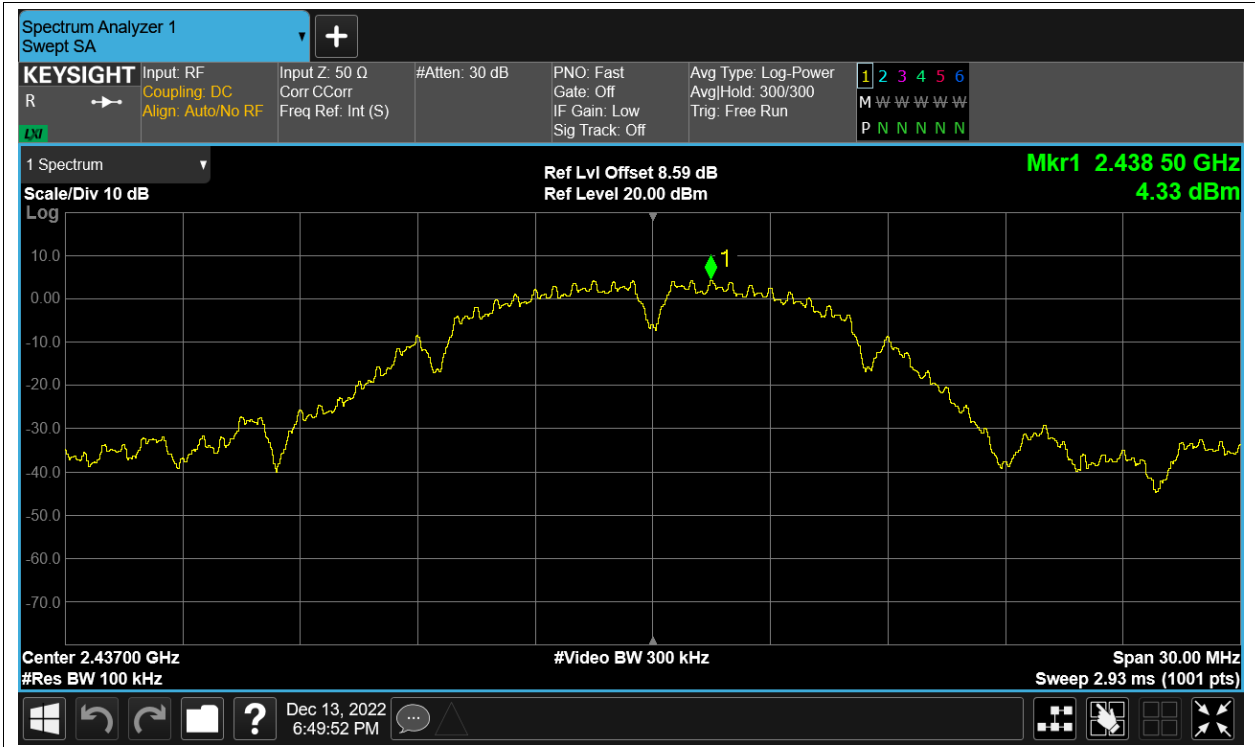 Spectrum Analyzer 1
Swept SA
KEYSIGHT
R
LXI
Input: RF
Coupling: DC
Align: Auto/No RF
Input Z: 50 Ω
Corr CCorr
Freq Ref: Int (S)
#Atten: 30 dB
PNO: Fast
Gate: Off
IF Gain: Low
Sig Track: Off
Avg Type: Log-Power
Avg|Hold: 300/300
Trig: Free Run
1 2 3 4 5 6
M W W W W W W
P N N N N N N
1 Spectrum
Scale/Div 10 dB
Log
Ref Lvl Offset 8.59 dB
Ref Level 20.00 dBm
Mkr1 2.438 50 GHz
4.33 dBm
1
10.0
0.00
-10.0
-20.0
-30.0
-40.0
-50.0
-60.0
-70.0
Center 2.43700 GHz
#Video BW 300 kHz
Span 30.00 MHz
#Res BW 100 kHz
Sweep 2.93 ms (1001 pts)
?
Dec 13, 2022
6:49:52 PM